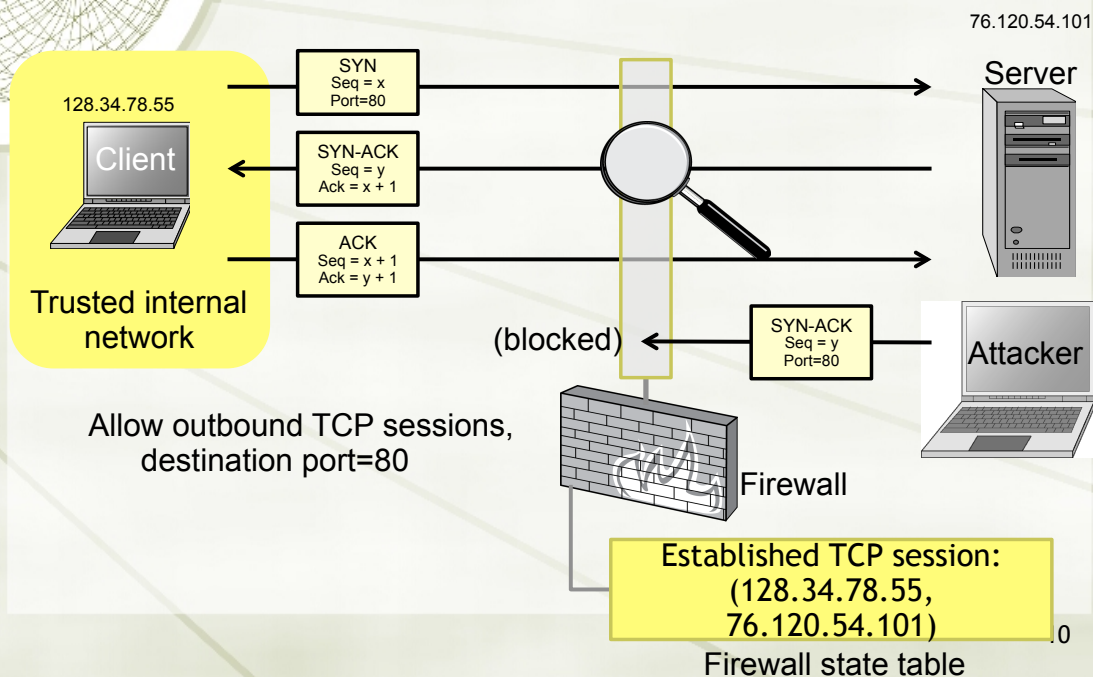 76.120.54.101
Server
SYN
Seq = x
Port=80
128.34.78.55
Client
SYN-ACK
Seq = y
Ack = x + 1
ACK
Seq = x + 1
Ack = y + 1
Trusted internal
network
(blocked)
SYN-ACK
Seq = y
Port=80
Attacker
Allow outbound TCP sessions,
destination port=80
Firewall
Established TCP session:
(128.34.78.55,
76.120.54.101)
Firewall state table